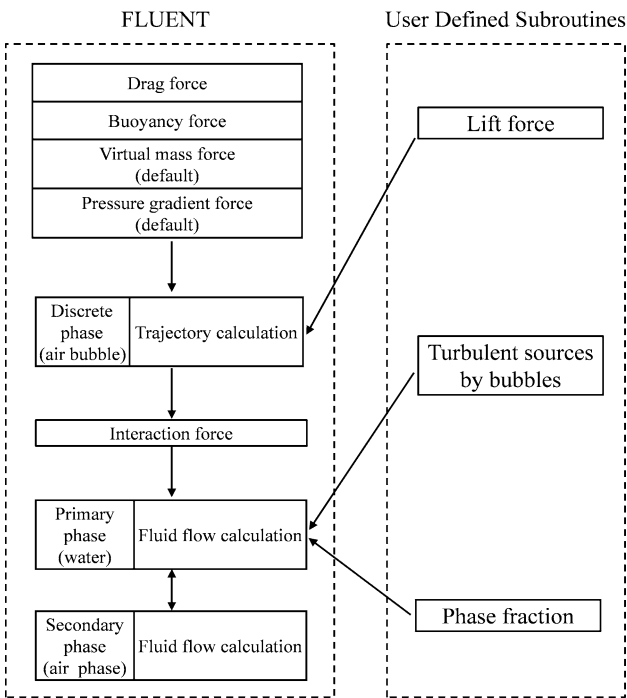 FLUENT
User Defined Subroutines
Drag force
Buoyancy force
Virtual mass force
(default)
Pressure gradient force
(default)
Lift force
Discrete
phase
(air bubble)
Trajectory calculation
Turbulent sources
by bubbles
Interaction force
Primary
phase
(water)
Fluid flow calculation
Phase fraction
Secondary
phase
(air phase)
Fluid flow calculation